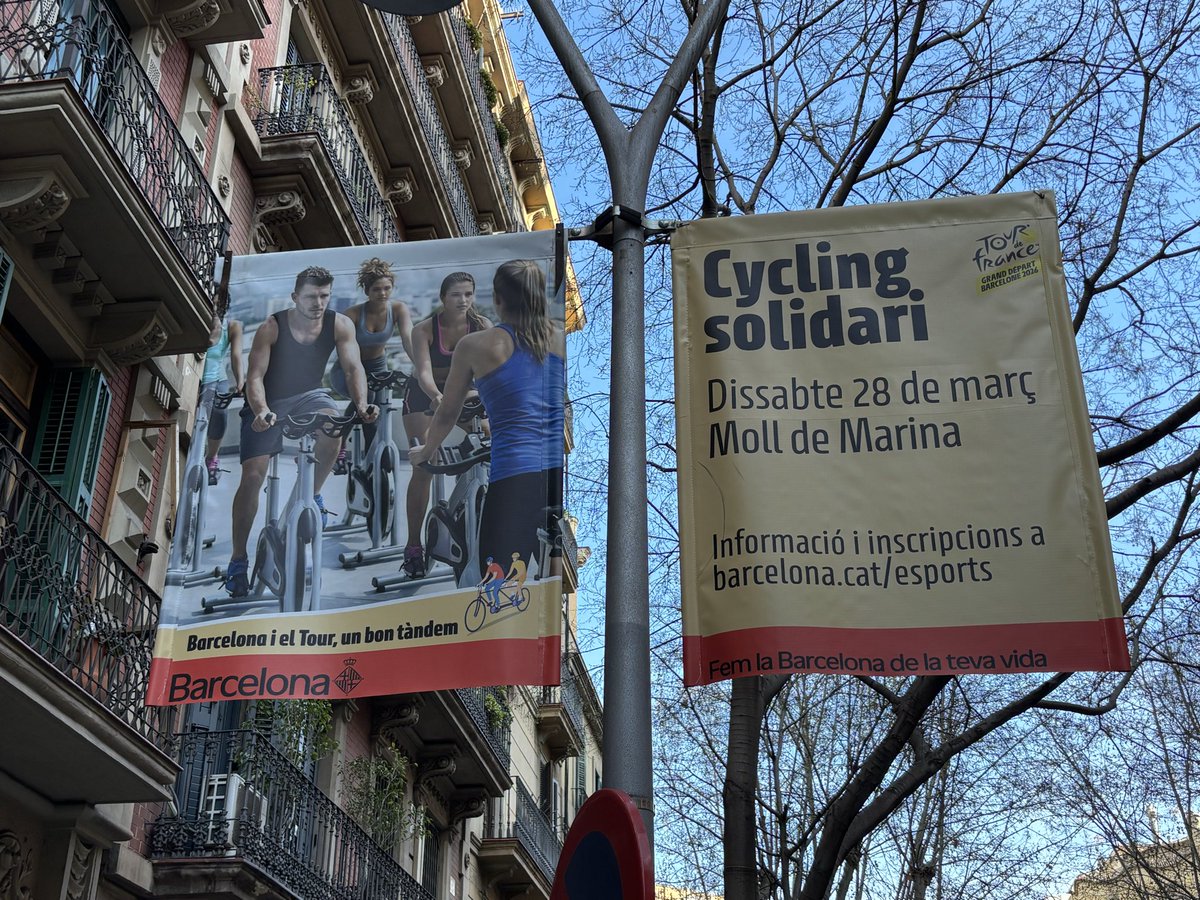 Barcelona i el Tour, un bon tàndem
Barcelona
Cycling
solidari
TOUR
de
france
GRAND DÉPART
BARCELONE 2026
Dissabte 28 de març
Moll de Marina
Informació i inscripcions a
barcelona.cat/esports
Fem la Barcelona de la teva vida